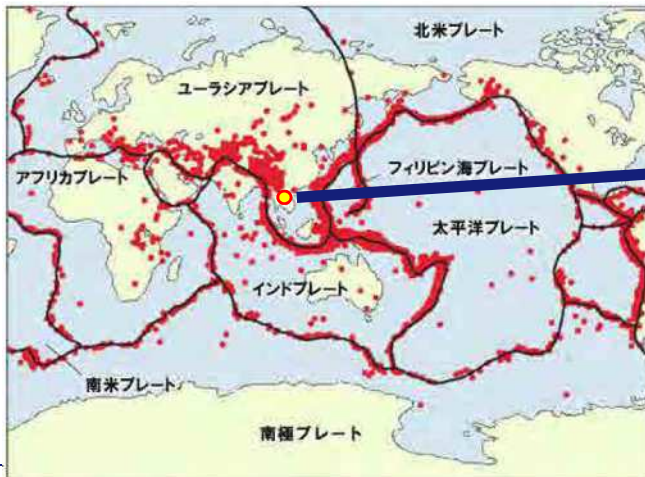 北米プレート
ユーラシアプレート
アフリカプレート
フィリピン海プレート
太平洋プレート
インドプレート
南米プレート
南極プレート